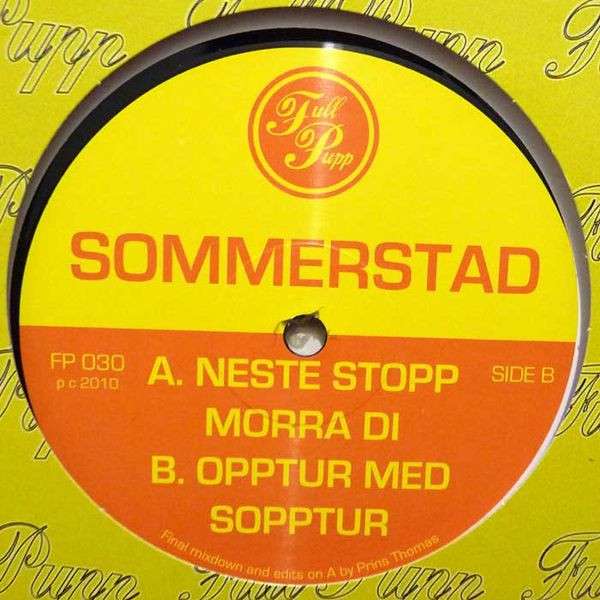 Full
Pupp
SOMMERSTAD
FP 030
p c 2010
A. NESTE STOPP
MORRA DI
B. OPPTUR MED
SOPPTUR
SIDE B
Final mixdown and edits on A by Prins Thomas